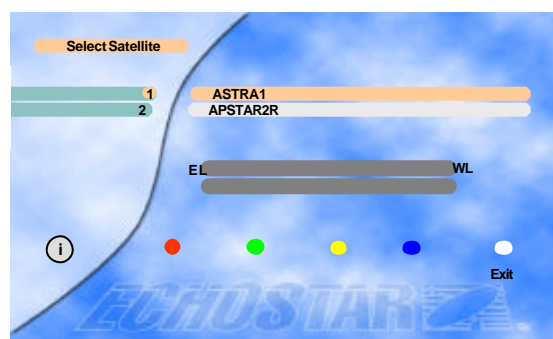 Select Satellite
1 ASTRA1
2 APSTAR2R
EL WL
i
Exit
ECHOSTAR